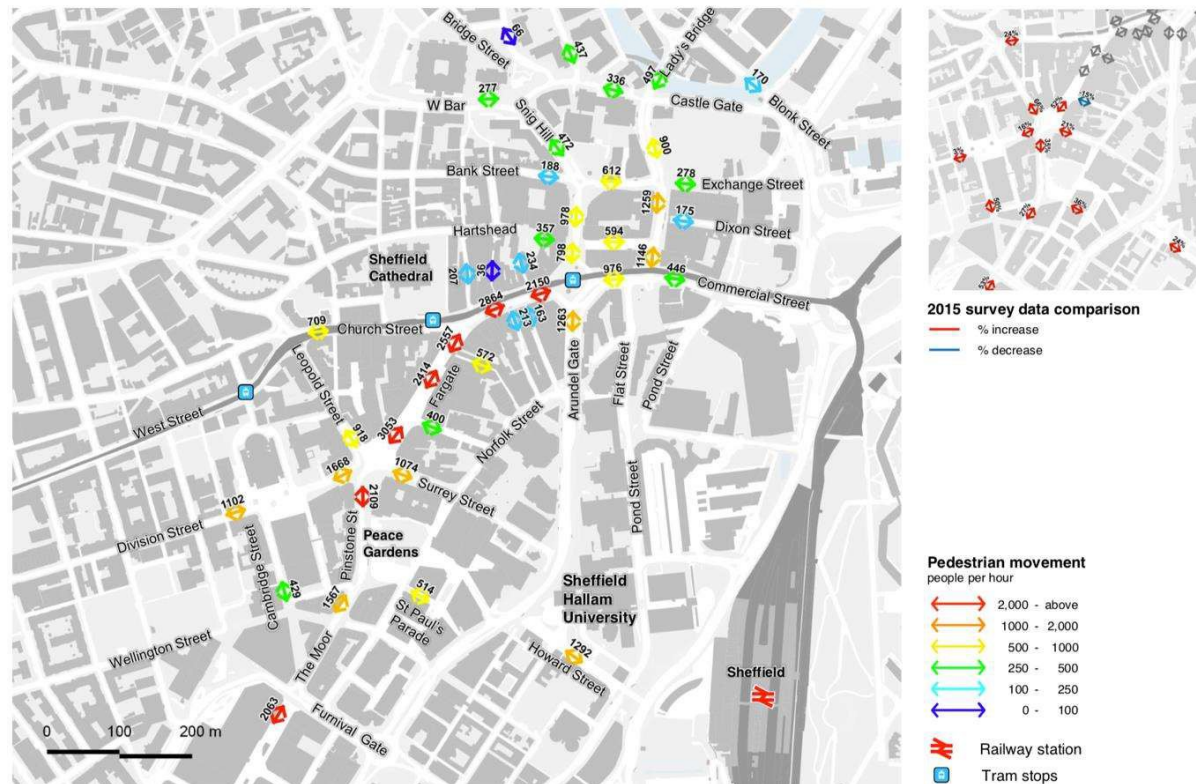 Bridge Street
66
437
Lady's Bridge
497
336
170
277
W Bar
Castle Gate
Blonk Street
Snig Hill
472
900
Bank Street
188
612
278
Exchange Street
978
1259
Hartshead
357
594
175
Dixon Street
Sheffield
Cathedral
207
36
234
798
1146
976
446
Commercial Street
2150
2864
709
Church Street
213
163
1263
2557
572
Leopold Street
2414
Fargate
Arundel Gate
Flat Street
Pond Street
West Street
400
Norfolk Street
918
3053
1668
1074
Surrey Street
2109
Pond Street
1102
Division Street
Pinstone St
Peace
Gardens
Cambridge Street
429
1567
514
St Paul's
Parade
Sheffield
Hallam
University
Wellington Street
The Moor
1292
Howard Street
Sheffield
2063
Furnival Gate
0 100 200 m
24%
21%
2015 survey data comparison
% increase
% decrease
Pedestrian movement
people per hour
2,000 - above
1000 - 2,000
500 - 1000
250 - 500
100 - 250
0 - 100
Railway station
Tram stops